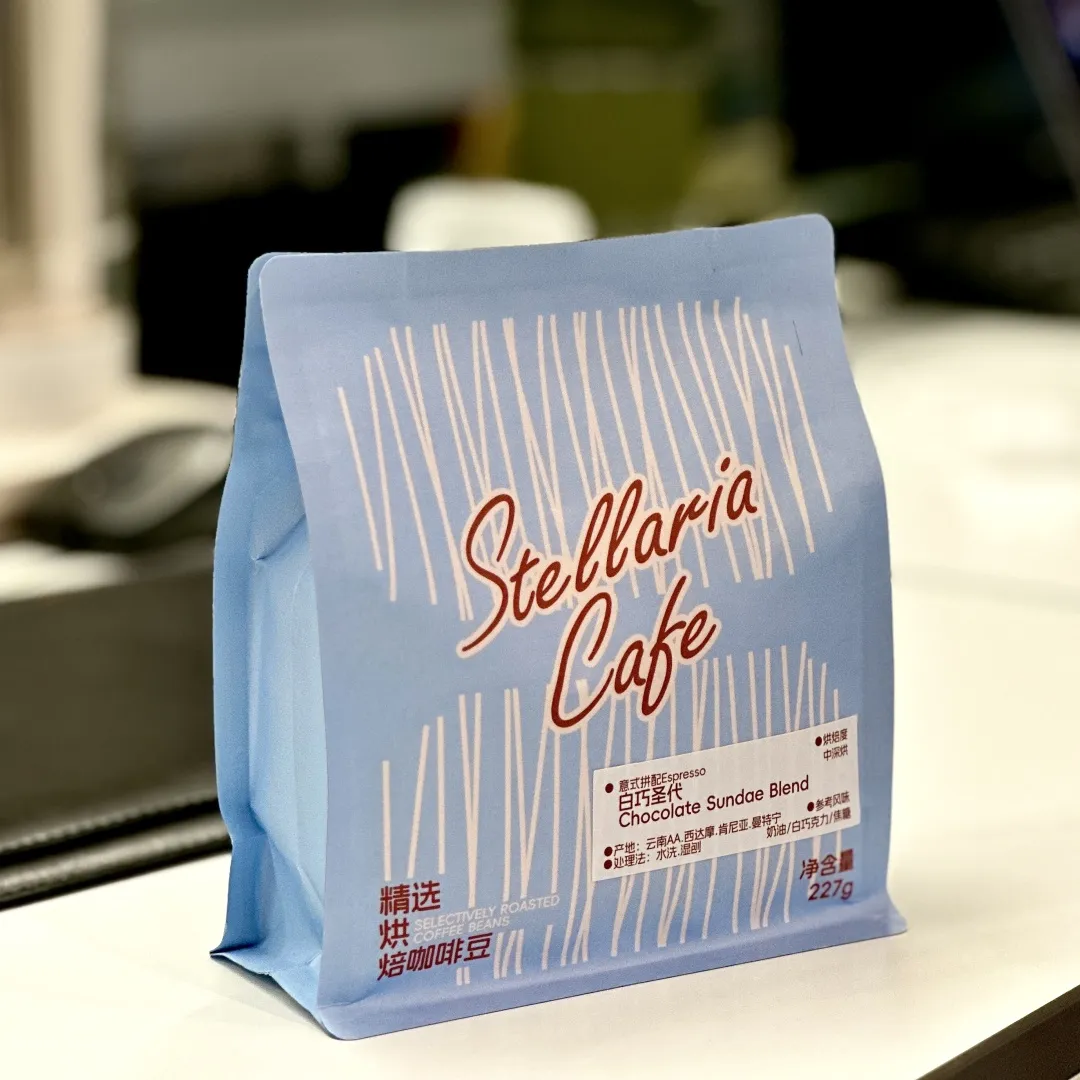 Stellaria
Cafe
●意式拼配Espresso
白巧圣代
Chocolate Sundae Blend
●烘焙度
中深烘
●参考风味
奶油/白巧克力/焦糖
●产地：云南AA.西达摩.肯尼亚.曼特宁
●处理法：水洗.湿刨
精选
烘
焙咖啡豆
SELECTIVELY ROASTED
COFFEE BEANS
净含量
227g